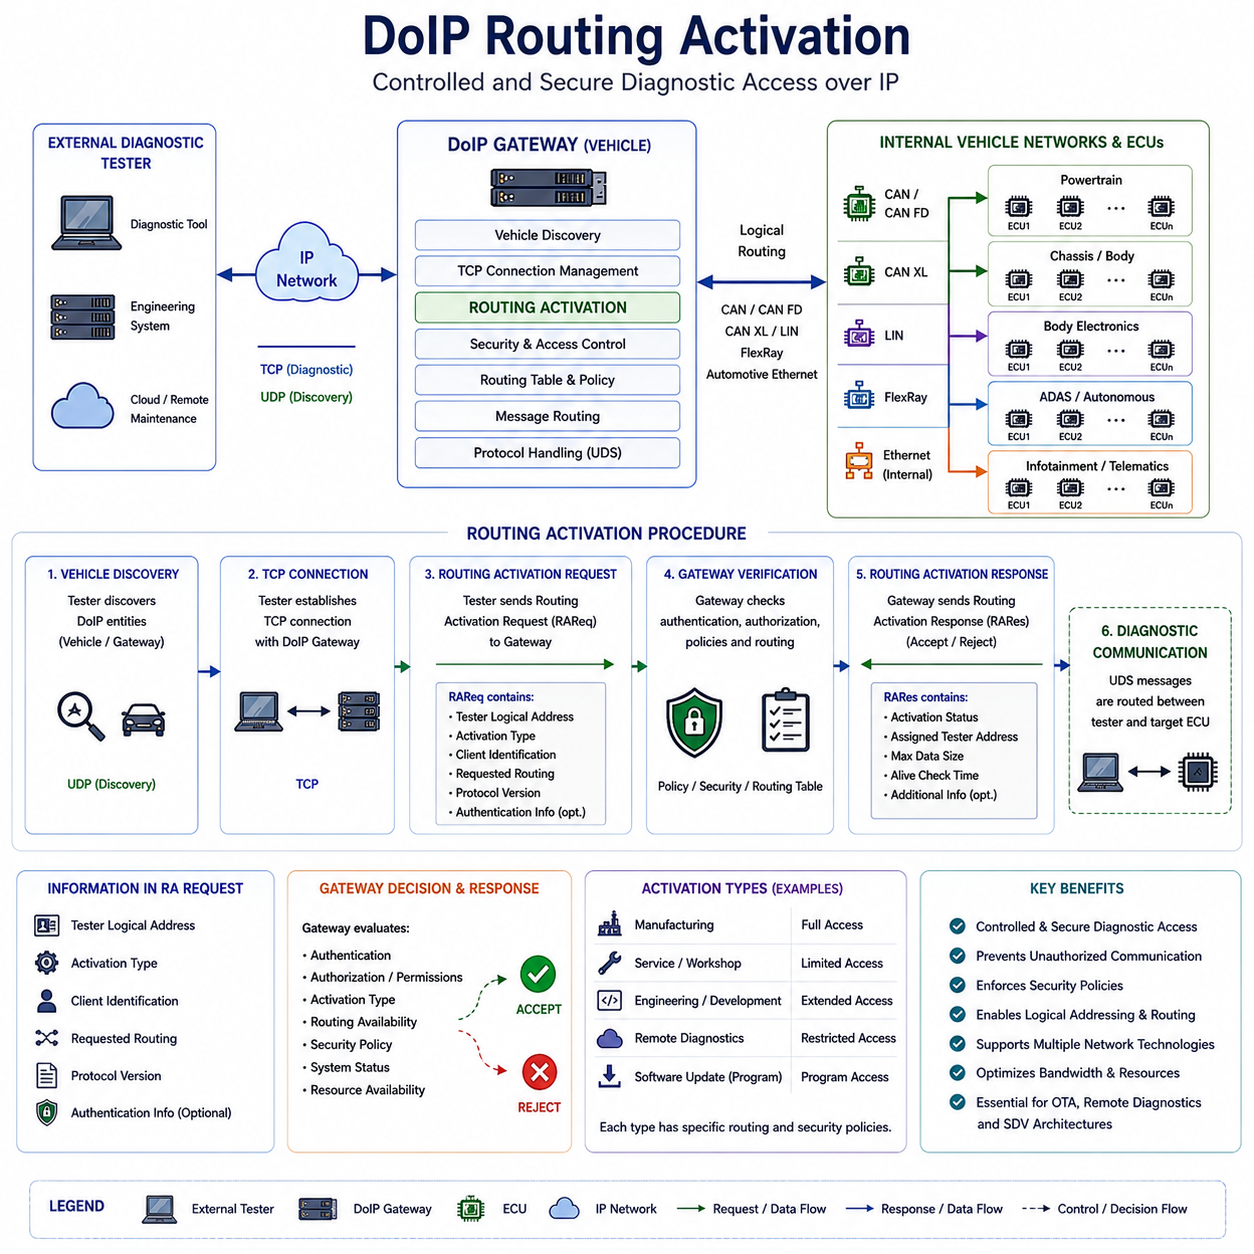 DoIP Routing Activation
Controlled and Secure Diagnostic Access over IP
EXTERNAL DIAGNOSTIC
TESTER
Diagnostic Tool
Engineering
System
Cloud / Remote
Maintenance
IP
Network
TCP (Diagnostic)
UDP (Discovery)
DoIP GATEWAY (VEHICLE)
Vehicle Discovery
TCP Connection Management
ROUTING ACTIVATION
Security & Access Control
Routing Table & Policy
Message Routing
Protocol Handling (UDS)
Logical
Routing
CAN / CAN FD
CAN XL / LIN
FlexRay
Automotive Ethernet
INTERNAL VEHICLE NETWORKS & ECUs
CAN /
CAN FD
CAN XL
LIN
FlexRay
Ethernet
(Internal)
Powertrain
ECU1 ECU2 ··· ECUn
Chassis / Body
ECU1 ECU2 ··· ECUn
Body Electronics
ECU1 ECU2 ··· ECUn
ADAS / Autonomous
ECU1 ECU2 ··· ECUn
Infotainment / Telematics
ECU1 ECU2 ··· ECUn
ROUTING ACTIVATION PROCEDURE
1. VEHICLE DISCOVERY
Tester discovers
DoIP entities
(Vehicle / Gateway)
UDP (Discovery)
2. TCP CONNECTION
Tester establishes
TCP connection
with DoIP Gateway
TCP
3. ROUTING ACTIVATION REQUEST
Tester sends Routing
Activation Request (RAReq)
to Gateway
RAReq contains:
• Tester Logical Address
• Activation Type
• Client Identification
• Requested Routing
• Protocol Version
• Authentication Info (opt.)
4. GATEWAY VERIFICATION
Gateway checks
authentication, authorization,
policies and routing
Policy / Security / Routing Table
5. ROUTING ACTIVATION RESPONSE
Gateway sends Routing
Activation Response (RARes)
(Accept / Reject)
RARes contains:
• Activation Status
• Assigned Tester Address
• Max Data Size
• Alive Check Time
• Additional Info (opt.)
6. DIAGNOSTIC
COMMUNICATION
UDS messages
are routed between
tester and target ECU
INFORMATION IN RA REQUEST
Tester Logical Address
Activation Type
Client Identification
Requested Routing
Protocol Version
Authentication Info (Optional)
GATEWAY DECISION & RESPONSE
Gateway evaluates:
• Authentication
• Authorization / Permissions
• Activation Type
• Routing Availability
• Security Policy
• System Status
• Resource Availability
ACCEPT
REJECT
ACTIVATION TYPES (EXAMPLES)
Manufacturing Full Access
Service / Workshop Limited Access
Engineering / Development Extended Access
Remote Diagnostics Restricted Access
Software Update (Program) Program Access
Each type has specific routing and security policies.
KEY BENEFITS
Controlled & Secure Diagnostic Access
Prevents Unauthorized Communication
Enforces Security Policies
Enables Logical Addressing & Routing
Supports Multiple Network Technologies
Optimizes Bandwidth & Resources
Essential for OTA, Remote Diagnostics
and SDV Architectures
LEGEND External Tester DoIP Gateway ECU IP Network Request / Data Flow Response / Data Flow Control / Decision Flow